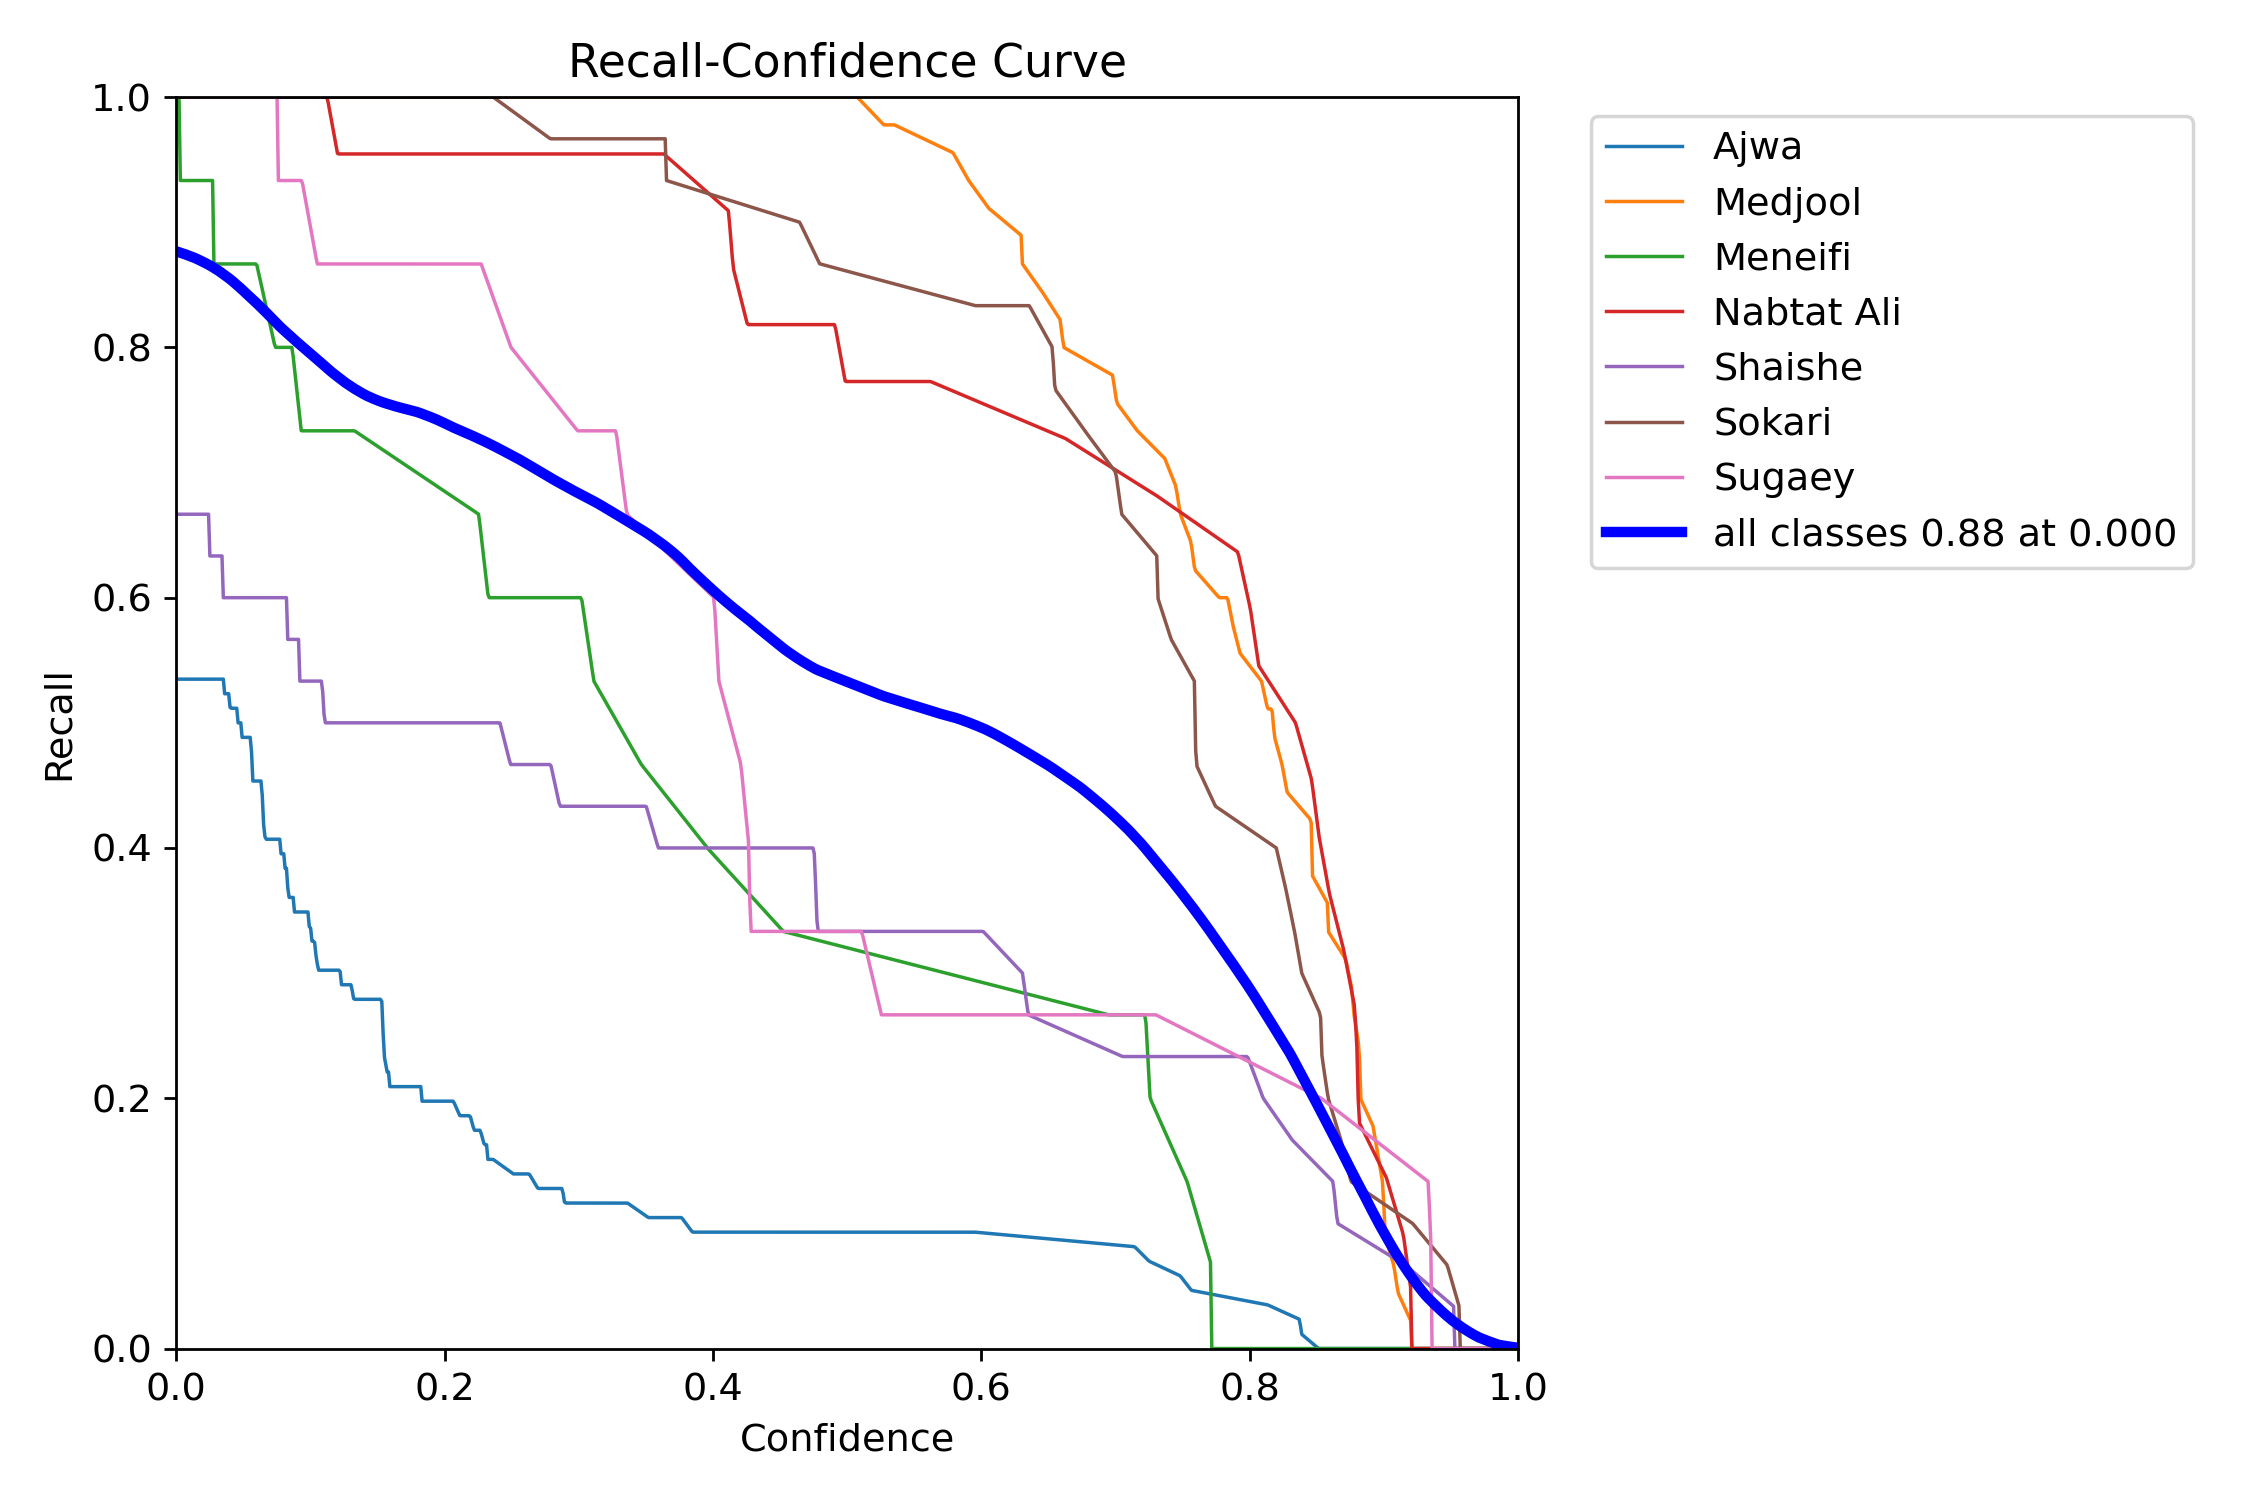 Recall-Confidence Curve
1.0
0.8
0.6
0.4
0.2
0.0
Recall
0.0 0.2 0.4 0.6 0.8 1.0
Confidence
Ajwa
Medjool
Meneifi
Nabtat Ali
Shaishe
Sokari
Sugaey
all classes 0.88 at 0.000